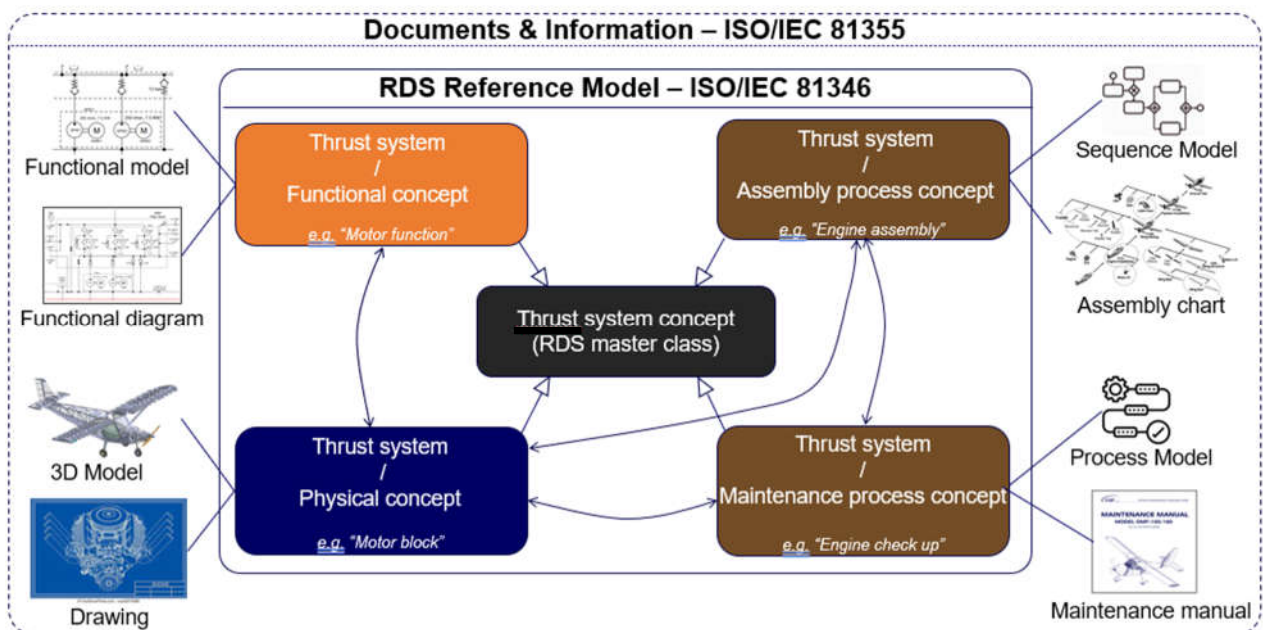 Documents & Information – ISO/IEC 81355
RDS Reference Model – ISO/IEC 81346
Functional model
Functional diagram
3D Model
Drawing
Thrust system
/
Functional concept
e.g. “Motor function”
Thrust system
/
Assembly process concept
e.g. “Engine assembly”
Thrust system concept
(RDS master class)
Thrust system
/
Physical concept
e.g. “Motor block”
Thrust system
/
Maintenance process concept
e.g. “Engine check up”
Sequence Model
Assembly chart
Process Model
MAINTENANCE MANUAL
Maintenance manual